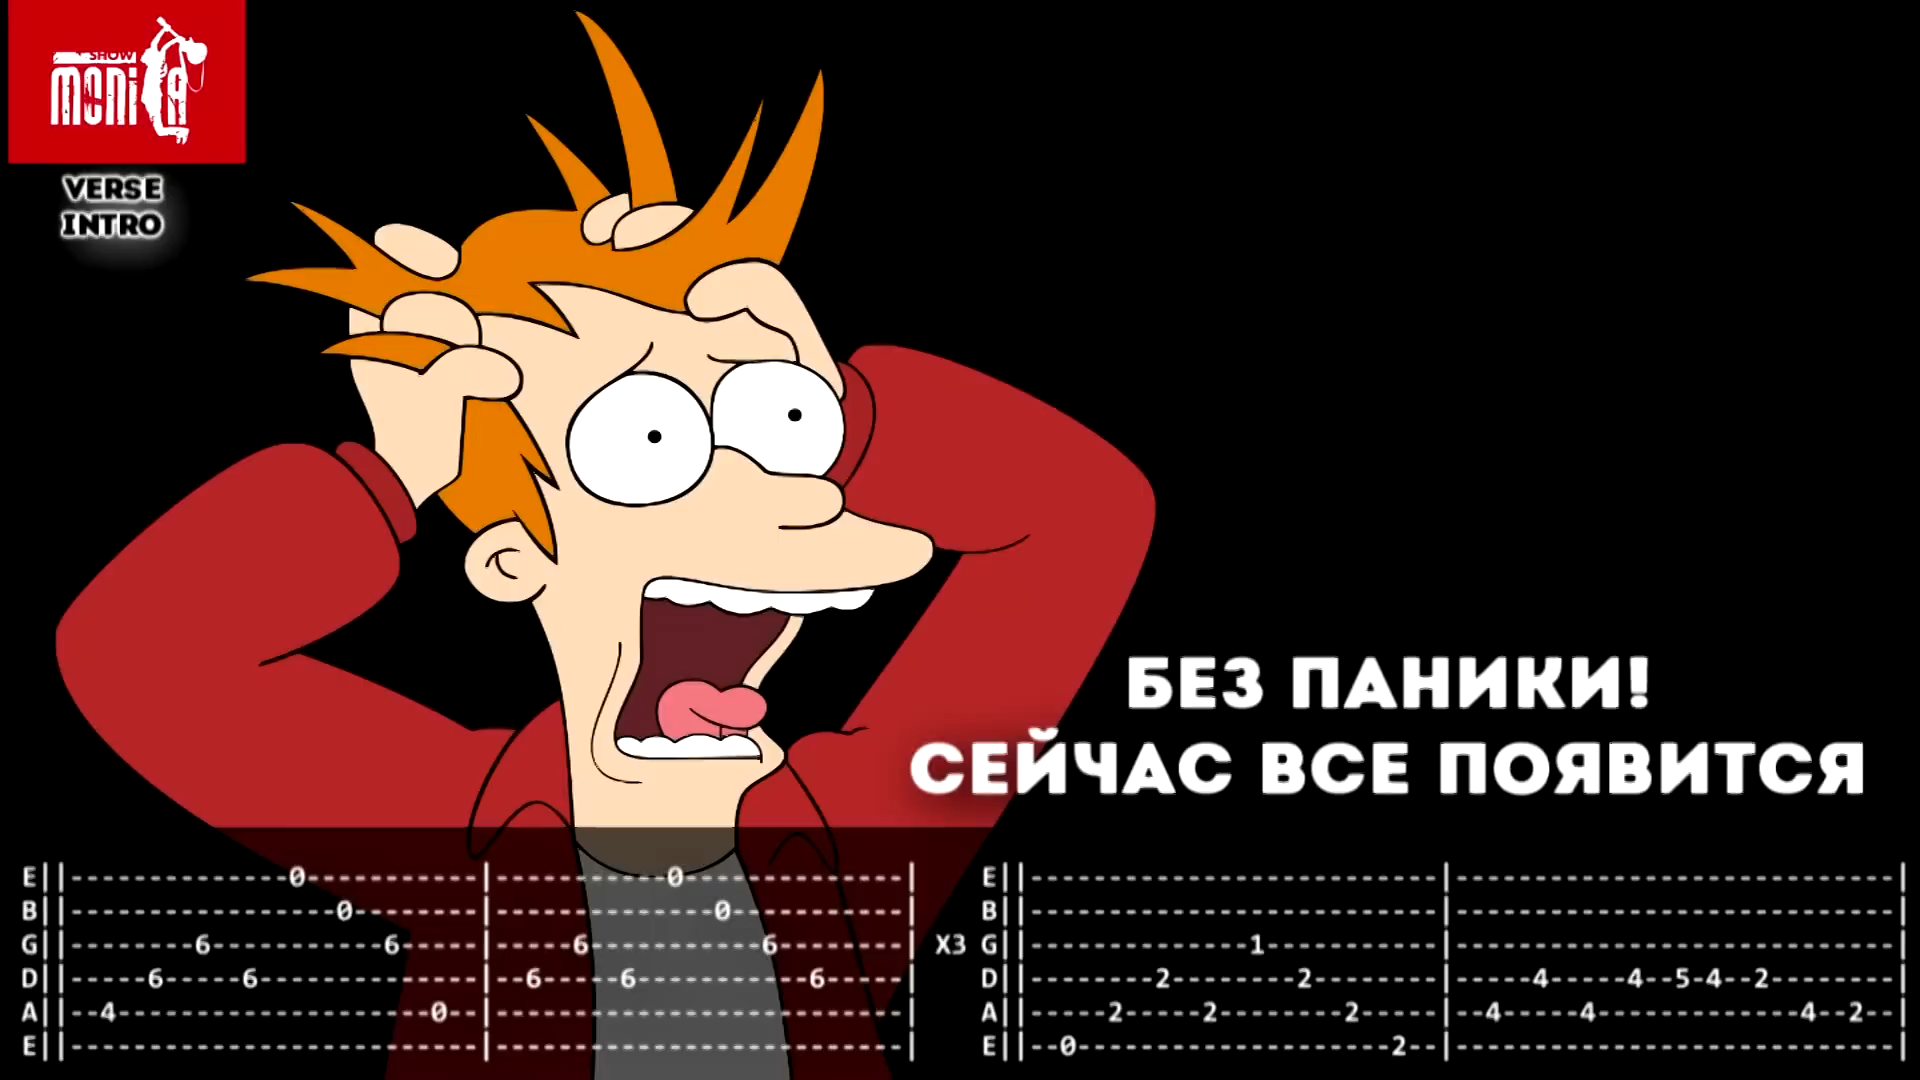 SHOW
MONICA
VERSE
INTRO
БЕЗ ПАНИКИ!
СЕЙЧАС ВСЕ ПОЯВИТСЯ
E||--------------0-----------|-----------0--------------|
B||-----------------0--------|--------------0-----------|
G||--------6-----------6-----|-----6-----------6--------|
D||-----6-----6--------------|--6-----6-----------6-----|
A||--4--------------------0--|--------------------------|
E||--------------------------|--------------------------|
X3
E||--------------------------|----------------------------|
B||--------------------------|----------------------------|
G||--------------1-----------|----------------------------|
D||--------2--------2--------|-----4-----4--5-4--2--------|
A||-----2-----2--------2-----|--4-----4-------------4--2--|
E||--0--------------------2--|----------------------------|